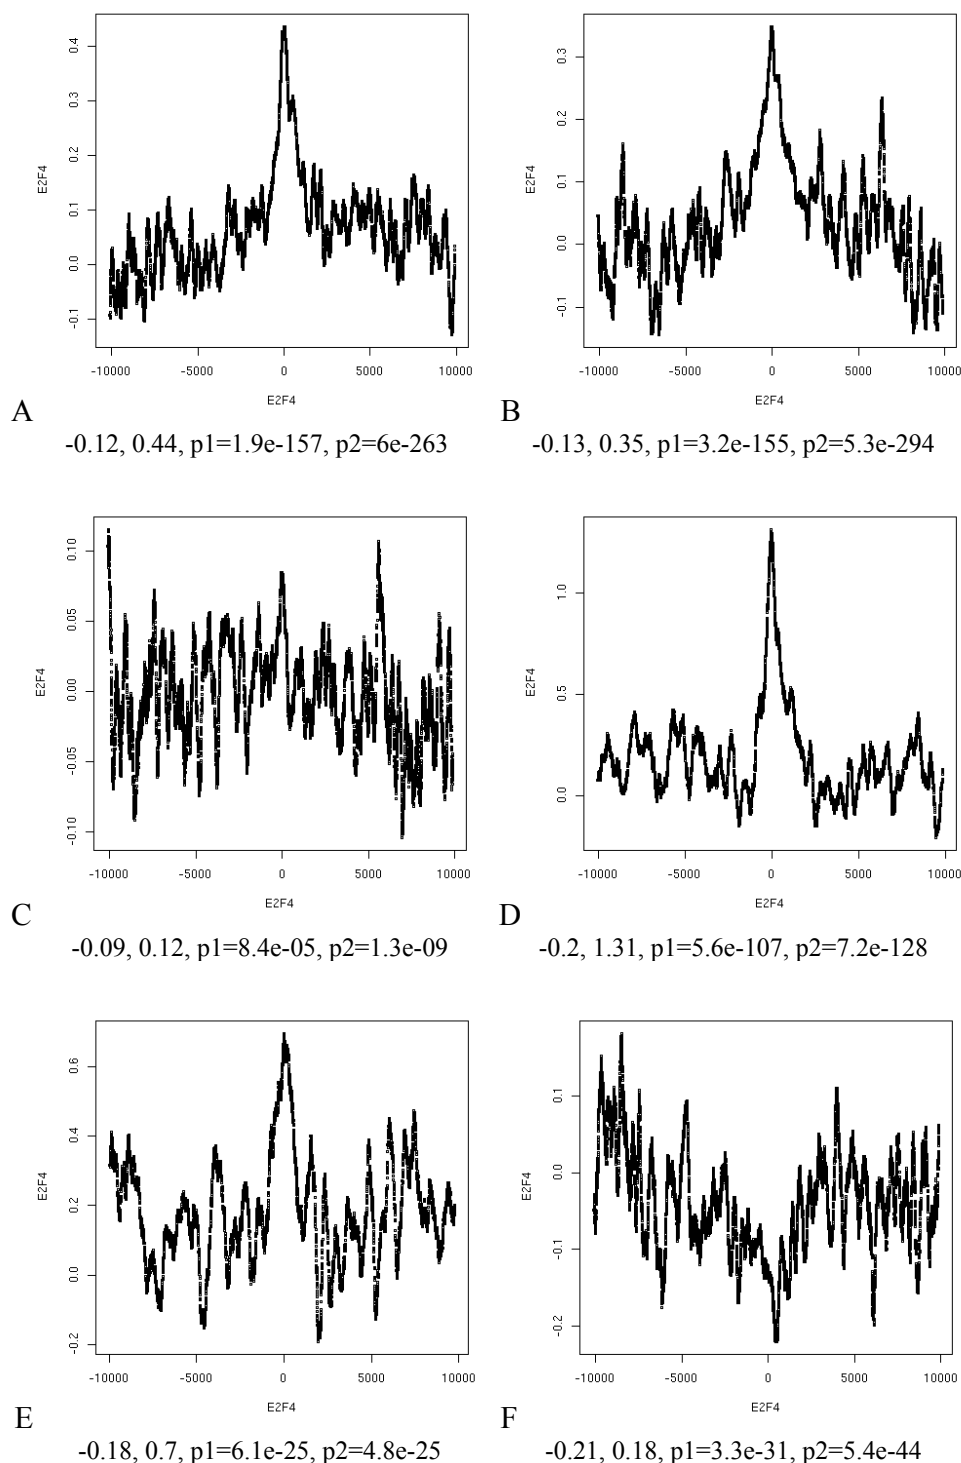 E2F4
0.4
0.3
0.2
0.1
0.0
-0.1
-10000 -5000 0 5000 10000
E2F4
A
-0.12, 0.44, p1=1.9e-157, p2=6e-263
E2F4
0.3
0.2
0.1
0.0
-0.1
-10000 -5000 0 5000 10000
E2F4
B
-0.13, 0.35, p1=3.2e-155, p2=5.3e-294
E2F4
0.10
0.05
0.00
-0.05
-0.10
-10000 -5000 0 5000 10000
E2F4
C
-0.09, 0.12, p1=8.4e-05, p2=1.3e-09
E2F4
1.0
0.5
0.0
-10000 -5000 0 5000 10000
E2F4
D
-0.2, 1.31, p1=5.6e-107, p2=7.2e-128
E2F4
0.6
0.4
0.2
0.0
-0.2
-10000 -5000 0 5000 10000
E2F4
E
-0.18, 0.7, p1=6.1e-25, p2=4.8e-25
E2F4
0.1
0.0
-0.1
-0.2
-10000 -5000 0 5000 10000
E2F4
F
-0.21, 0.18, p1=3.3e-31, p2=5.4e-44